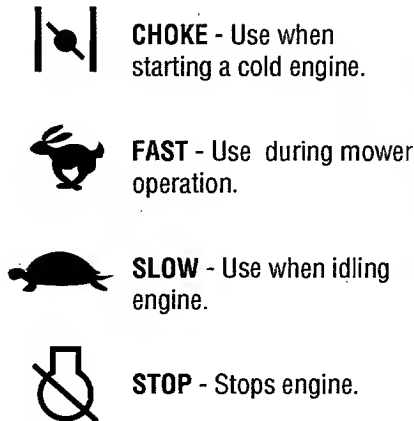 CHOKE - Use when
starting a cold engine.
FAST - Use during mower
operation.
SLOW - Use when idling
engine.
STOP - Stops engine.